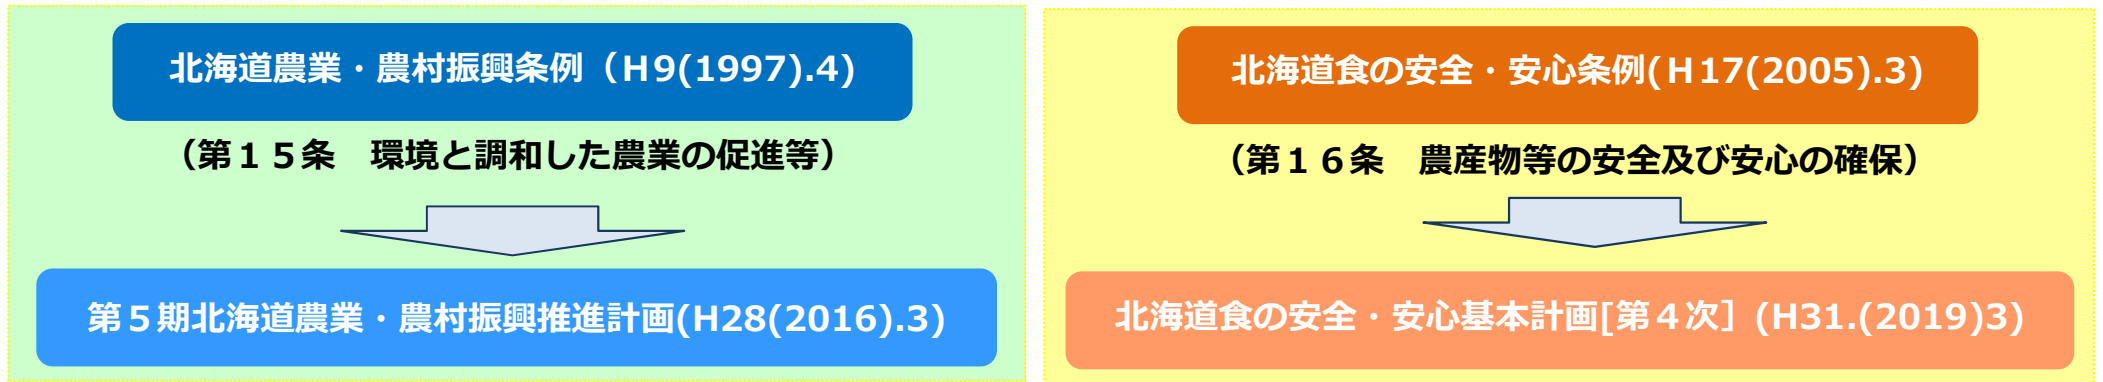 北海道農業・農村振興条例（Ｈ9(1997).4)
（第１５条　環境と調和した農業の促進等）
第５期北海道農業・農村振興推進計画(H28(2016).3)
北海道食の安全・安心条例(Ｈ17(2005).3)
（第１６条　農産物等の安全及び安心の確保）
北海道食の安全・安心基本計画[第４次］(H31.(2019)3)